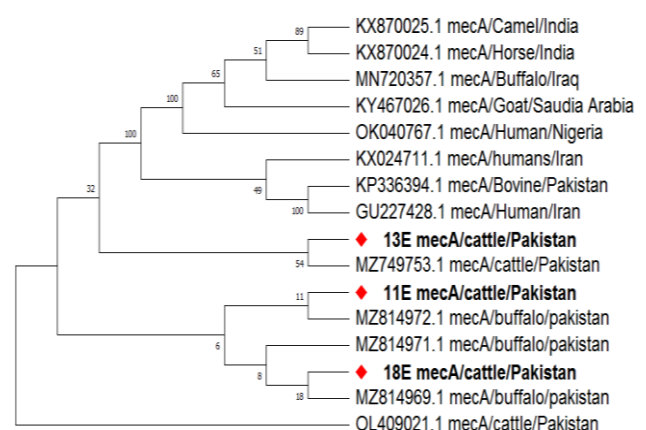 89
KX870025.1 mecA/Camel/India
51
KX870024.1 mecA/Horse/India
65
MN720357.1 mecA/Buffalo/Iraq
100
KY467026.1 mecA/Goat/Saudia Arabia
100
OK040767.1 mecA/Human/Nigeria
KX024711.1 mecA/humans/Iran
32
49
KP336394.1 mecA/Bovine/Pakistan
100
GU227428.1 mecA/Human/Iran
13E mecA/cattle/Pakistan
54
MZ749753.1 mecA/cattle/Pakistan
11
11E mecA/cattle/Pakistan
MZ814972.1 mecA/buffalo/pakistan
6
MZ814971.1 mecA/buffalo/pakistan
8
18E mecA/cattle/Pakistan
18
MZ814969.1 mecA/buffalo/pakistan
OL409021.1 mecA/cattle/Pakistan